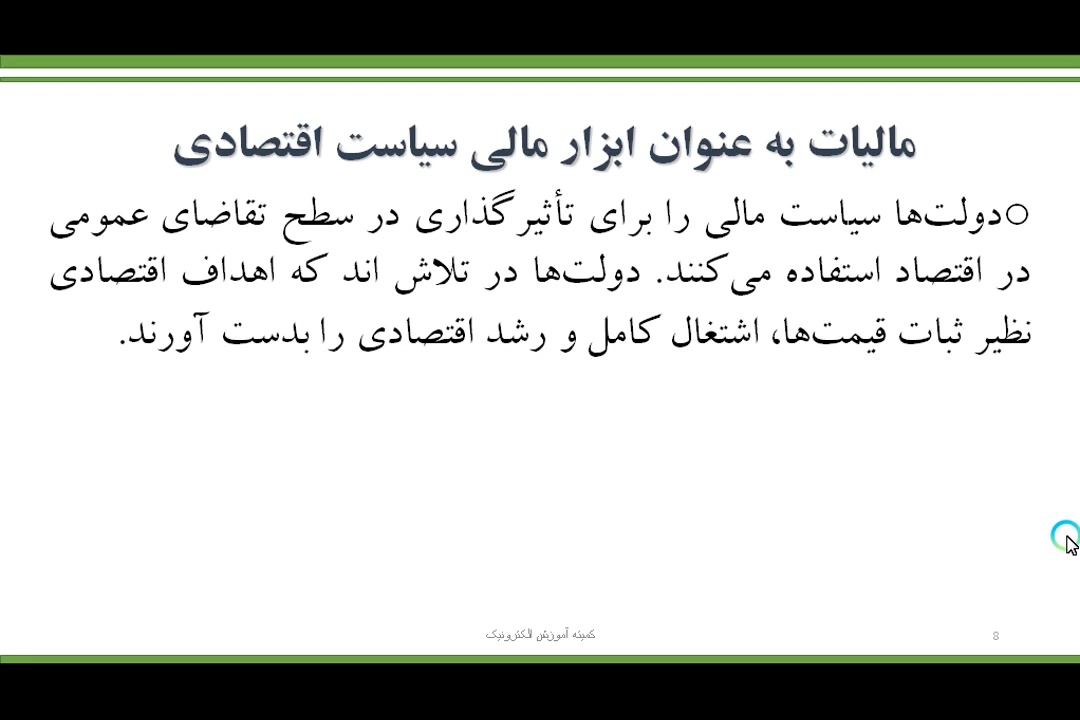 مالیات به عنوان ابزار مالی سیاست اقتصادی
○دولت‌ها سیاست مالی را برای تأثیرگذاری در سطح تقاضای عمومی
در اقتصاد استفاده می‌کنند. دولت‌ها در تلاش اند که اهداف اقتصادی
نظیر ثبات قیمت‌ها، اشتغال کامل و رشد اقتصادی را بدست آورند.
کمیته آموزش الکترونیک
8